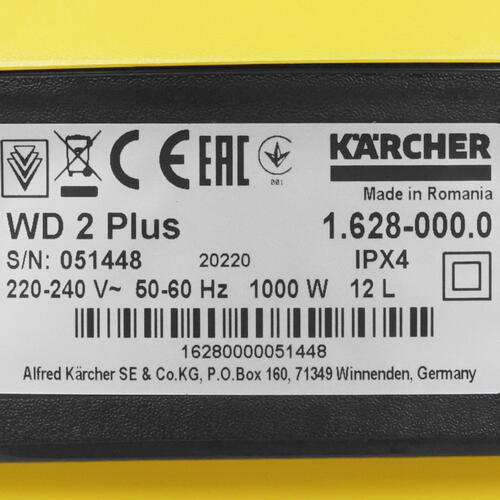 CE EAC 001 KÄRCHER
Made in Romania
WD 2 Plus 1.628-000.0
S/N: 051448 20220 IPX4
220-240 V~ 50-60 Hz 1000 W 12 L
16280000051448
Alfred Kärcher SE & Co.KG, P.O.Box 160, 71349 Winnenden, Germany